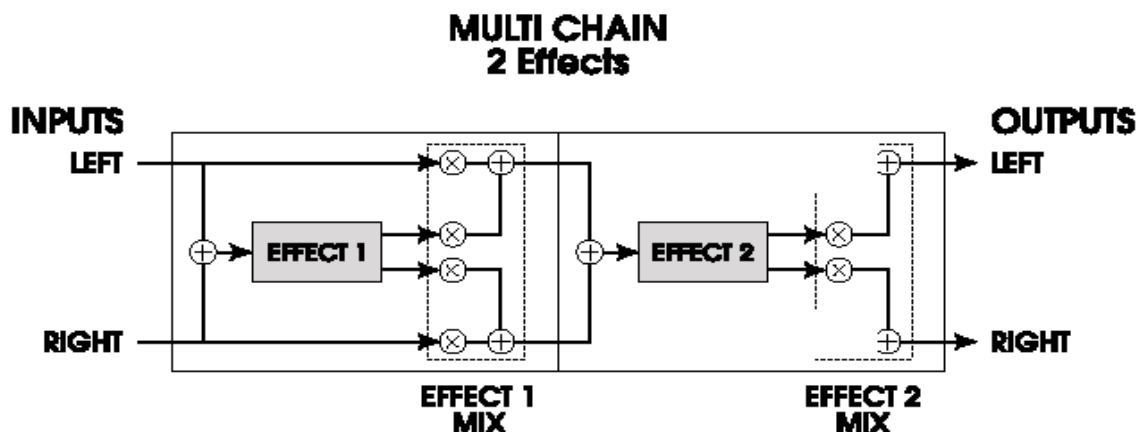 MULTI CHAIN
2 Effects
INPUTS
OUTPUTS
LEFT
LEFT
EFFECT 1
EFFECT 2
RIGHT
RIGHT
EFFECT 1
MIX
EFFECT 2
MIX